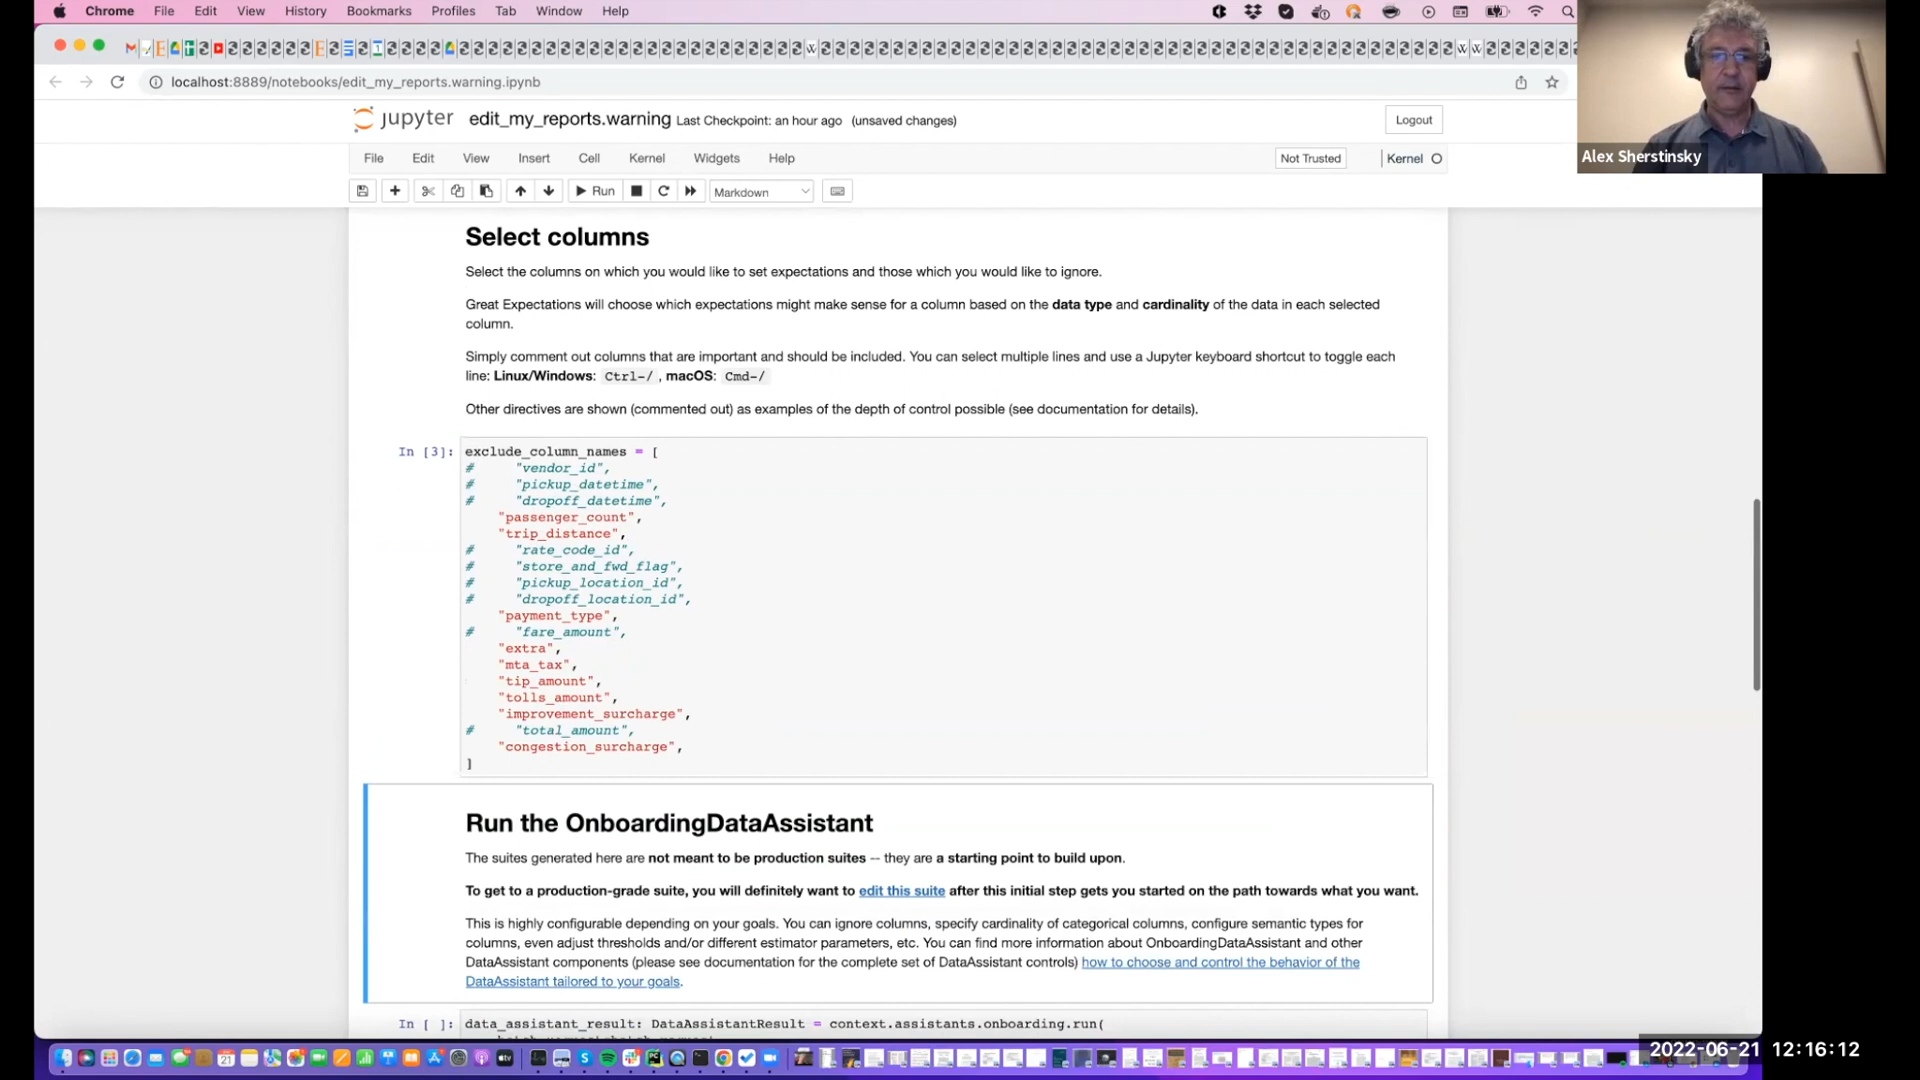 Chrome File Edit View History Bookmarks Profiles Tab Window Help
localhost:8889/notebooks/edit_my_reports.warning.ipynb
Alex Sherstinsky
jupyter edit_my_reports.warning Last Checkpoint: an hour ago (unsaved changes)
Logout
File Edit View Insert Cell Kernel Widgets Help
Not Trusted
Kernel
Run
Markdown
Select columns
Select the columns on which you would like to set expectations and those which you would like to ignore.
Great Expectations will choose which expectations might make sense for a column based on the data type and cardinality of the data in each selected
column.
Simply comment out columns that are important and should be included. You can select multiple lines and use a Jupyter keyboard shortcut to toggle each
line: Linux/Windows: Ctrl-/ , macOS: Cmd-/
Other directives are shown (commented out) as examples of the depth of control possible (see documentation for details).
In [3]: exclude_column_names = [
# "vendor_id",
# "pickup_datetime",
# "dropoff_datetime",
"passenger_count",
"trip_distance",
# "rate_code_id",
# "store_and_fwd_flag",
# "pickup_location_id",
# "dropoff_location_id",
"payment_type",
# "fare_amount",
"extra",
"mta_tax",
"tip_amount",
"tolls_amount",
"improvement_surcharge",
# "total_amount",
"congestion_surcharge",
]
Run the OnboardingDataAssistant
The suites generated here are not meant to be production suites -- they are a starting point to build upon.
To get to a production-grade suite, you will definitely want to edit this suite after this initial step gets you started on the path towards what you want.
This is highly configurable depending on your goals. You can ignore columns, specify cardinality of categorical columns, configure semantic types for
columns, even adjust thresholds and/or different estimator parameters, etc. You can find more information about OnboardingDataAssistant and other
DataAssistant components (please see documentation for the complete set of DataAssistant controls) how to choose and control the behavior of the
DataAssistant tailored to your goals.
In [ ]: data_assistant_result: DataAssistantResult = context.assistants.onboarding.run(
2022-06-21 12:16:12